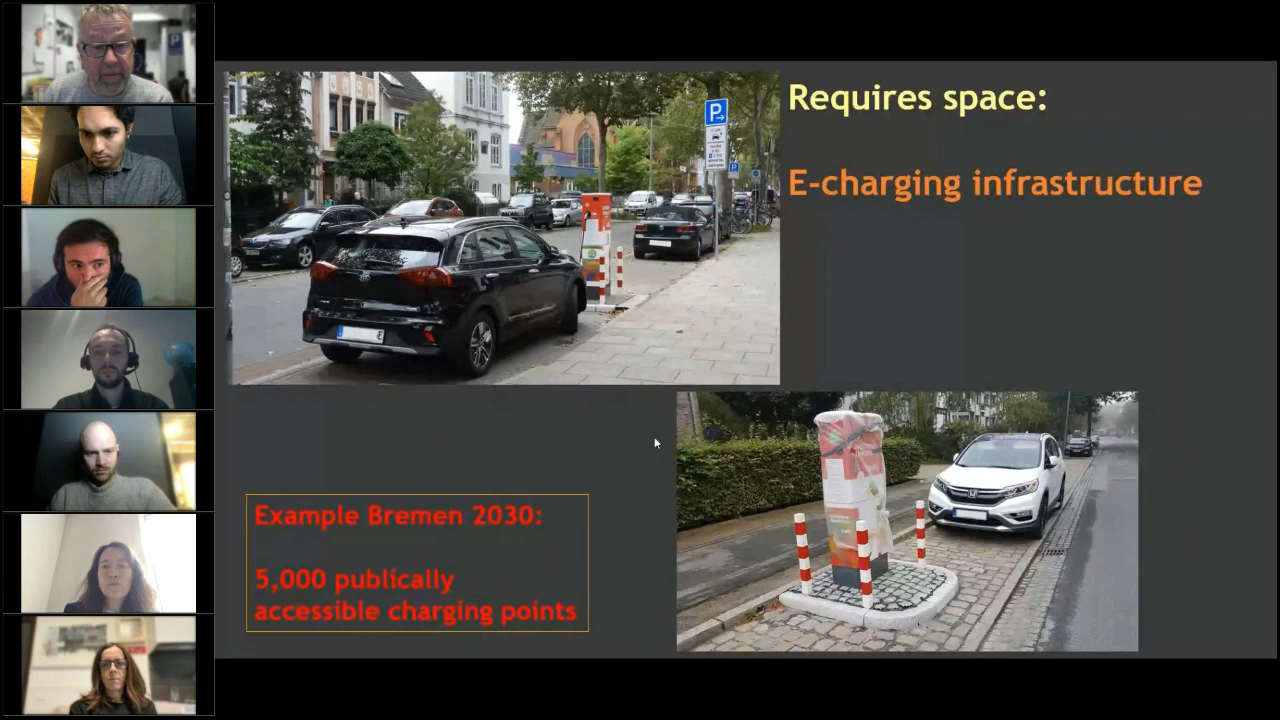 Requires space:
E-charging infrastructure
P
Example Bremen 2030:
5,000 publically
accessible charging points